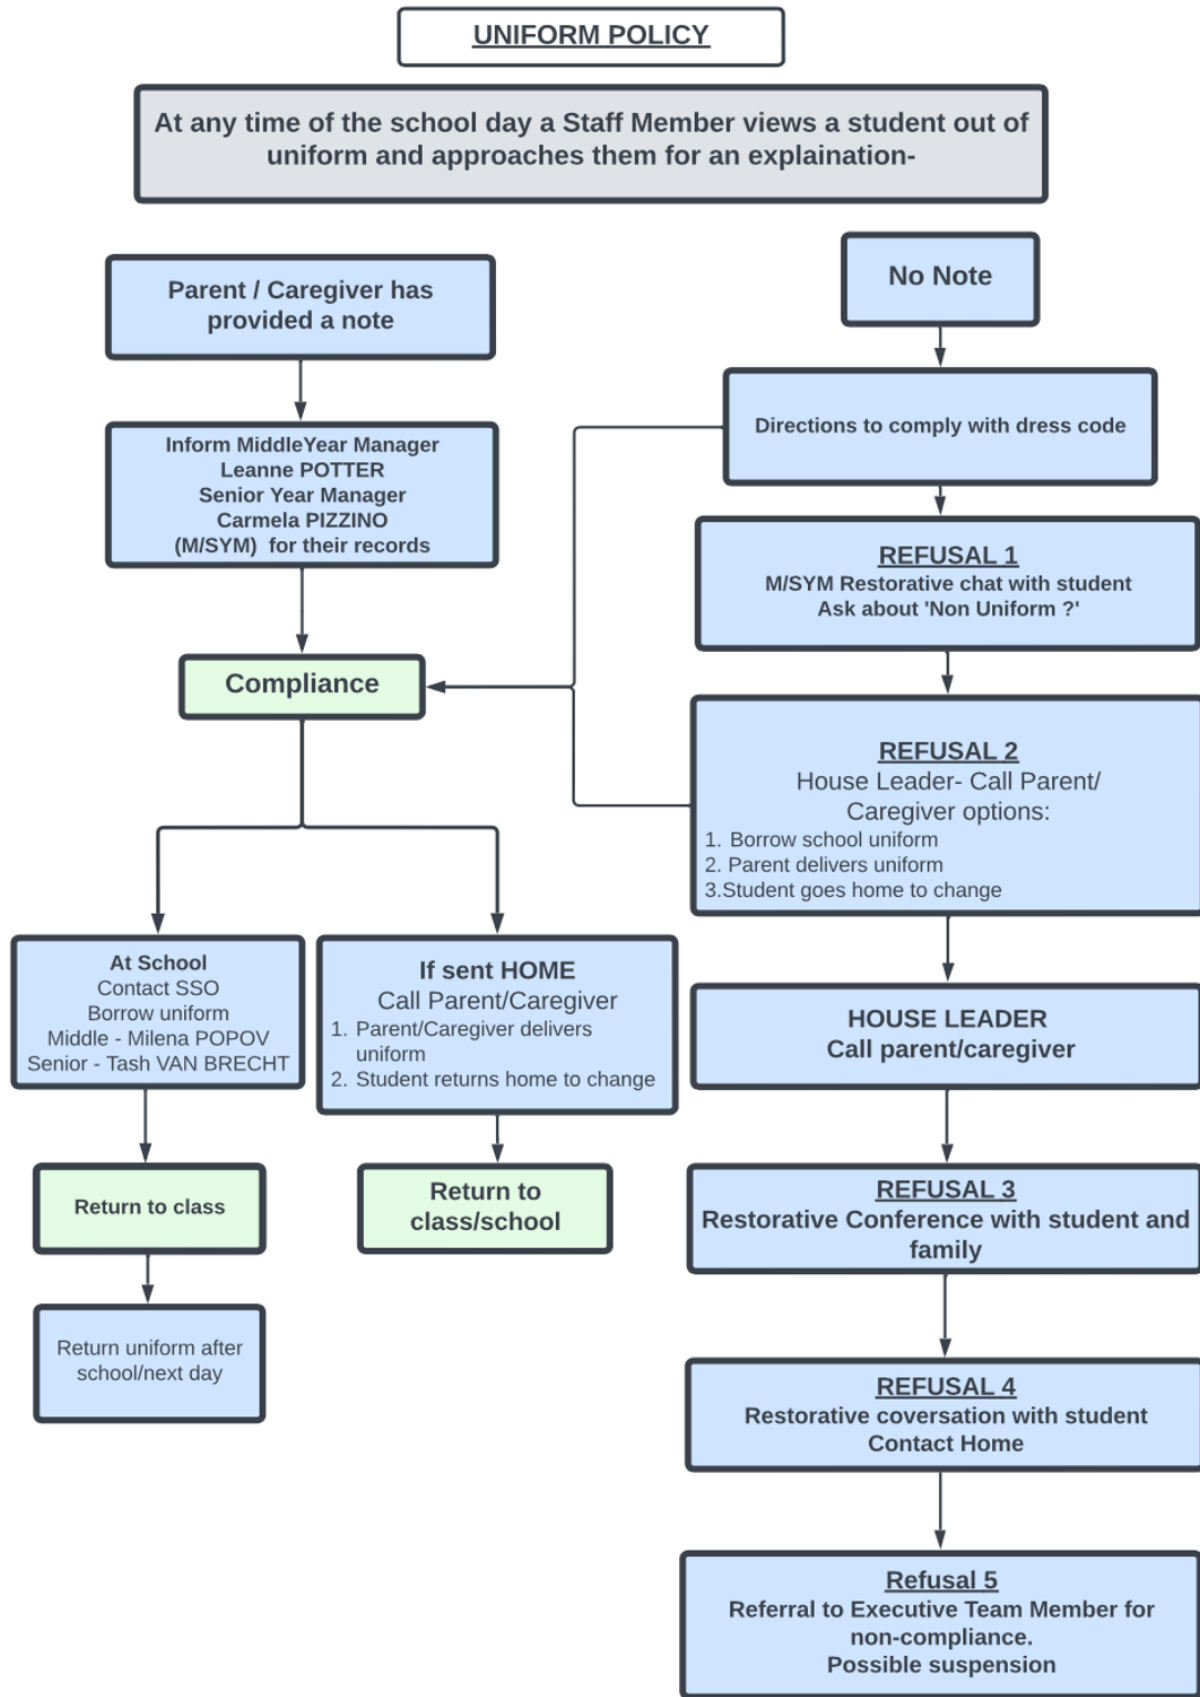 UNIFORM POLICY
At any time of the school day a Staff Member views a student out of
uniform and approaches them for an explaination-
Parent / Caregiver has
provided a note
Inform MiddleYear Manager
Leanne POTTER
Senior Year Manager
Carmela PIZZINO
(M/SYM) for their records
Compliance
At School
Contact SSO
Borrow uniform
Middle - Milena POPOV
Senior - Tash VAN BRECHT
Return to class
Return uniform after
school/next day
If sent HOME
Call Parent/Caregiver
1. Parent/Caregiver delivers
uniform
2. Student returns home to change
Return to
class/school
No Note
Directions to comply with dress code
REFUSAL 1
M/SYM Restorative chat with student
Ask about 'Non Uniform ?'
REFUSAL 2
House Leader- Call Parent/
Caregiver options:
1. Borrow school uniform
2. Parent delivers uniform
3.Student goes home to change
HOUSE LEADER
Call parent/caregiver
REFUSAL 3
Restorative Conference with student and
family
REFUSAL 4
Restorative coversation with student
Contact Home
Refusal 5
Referral to Executive Team Member for
non-compliance.
Possible suspension